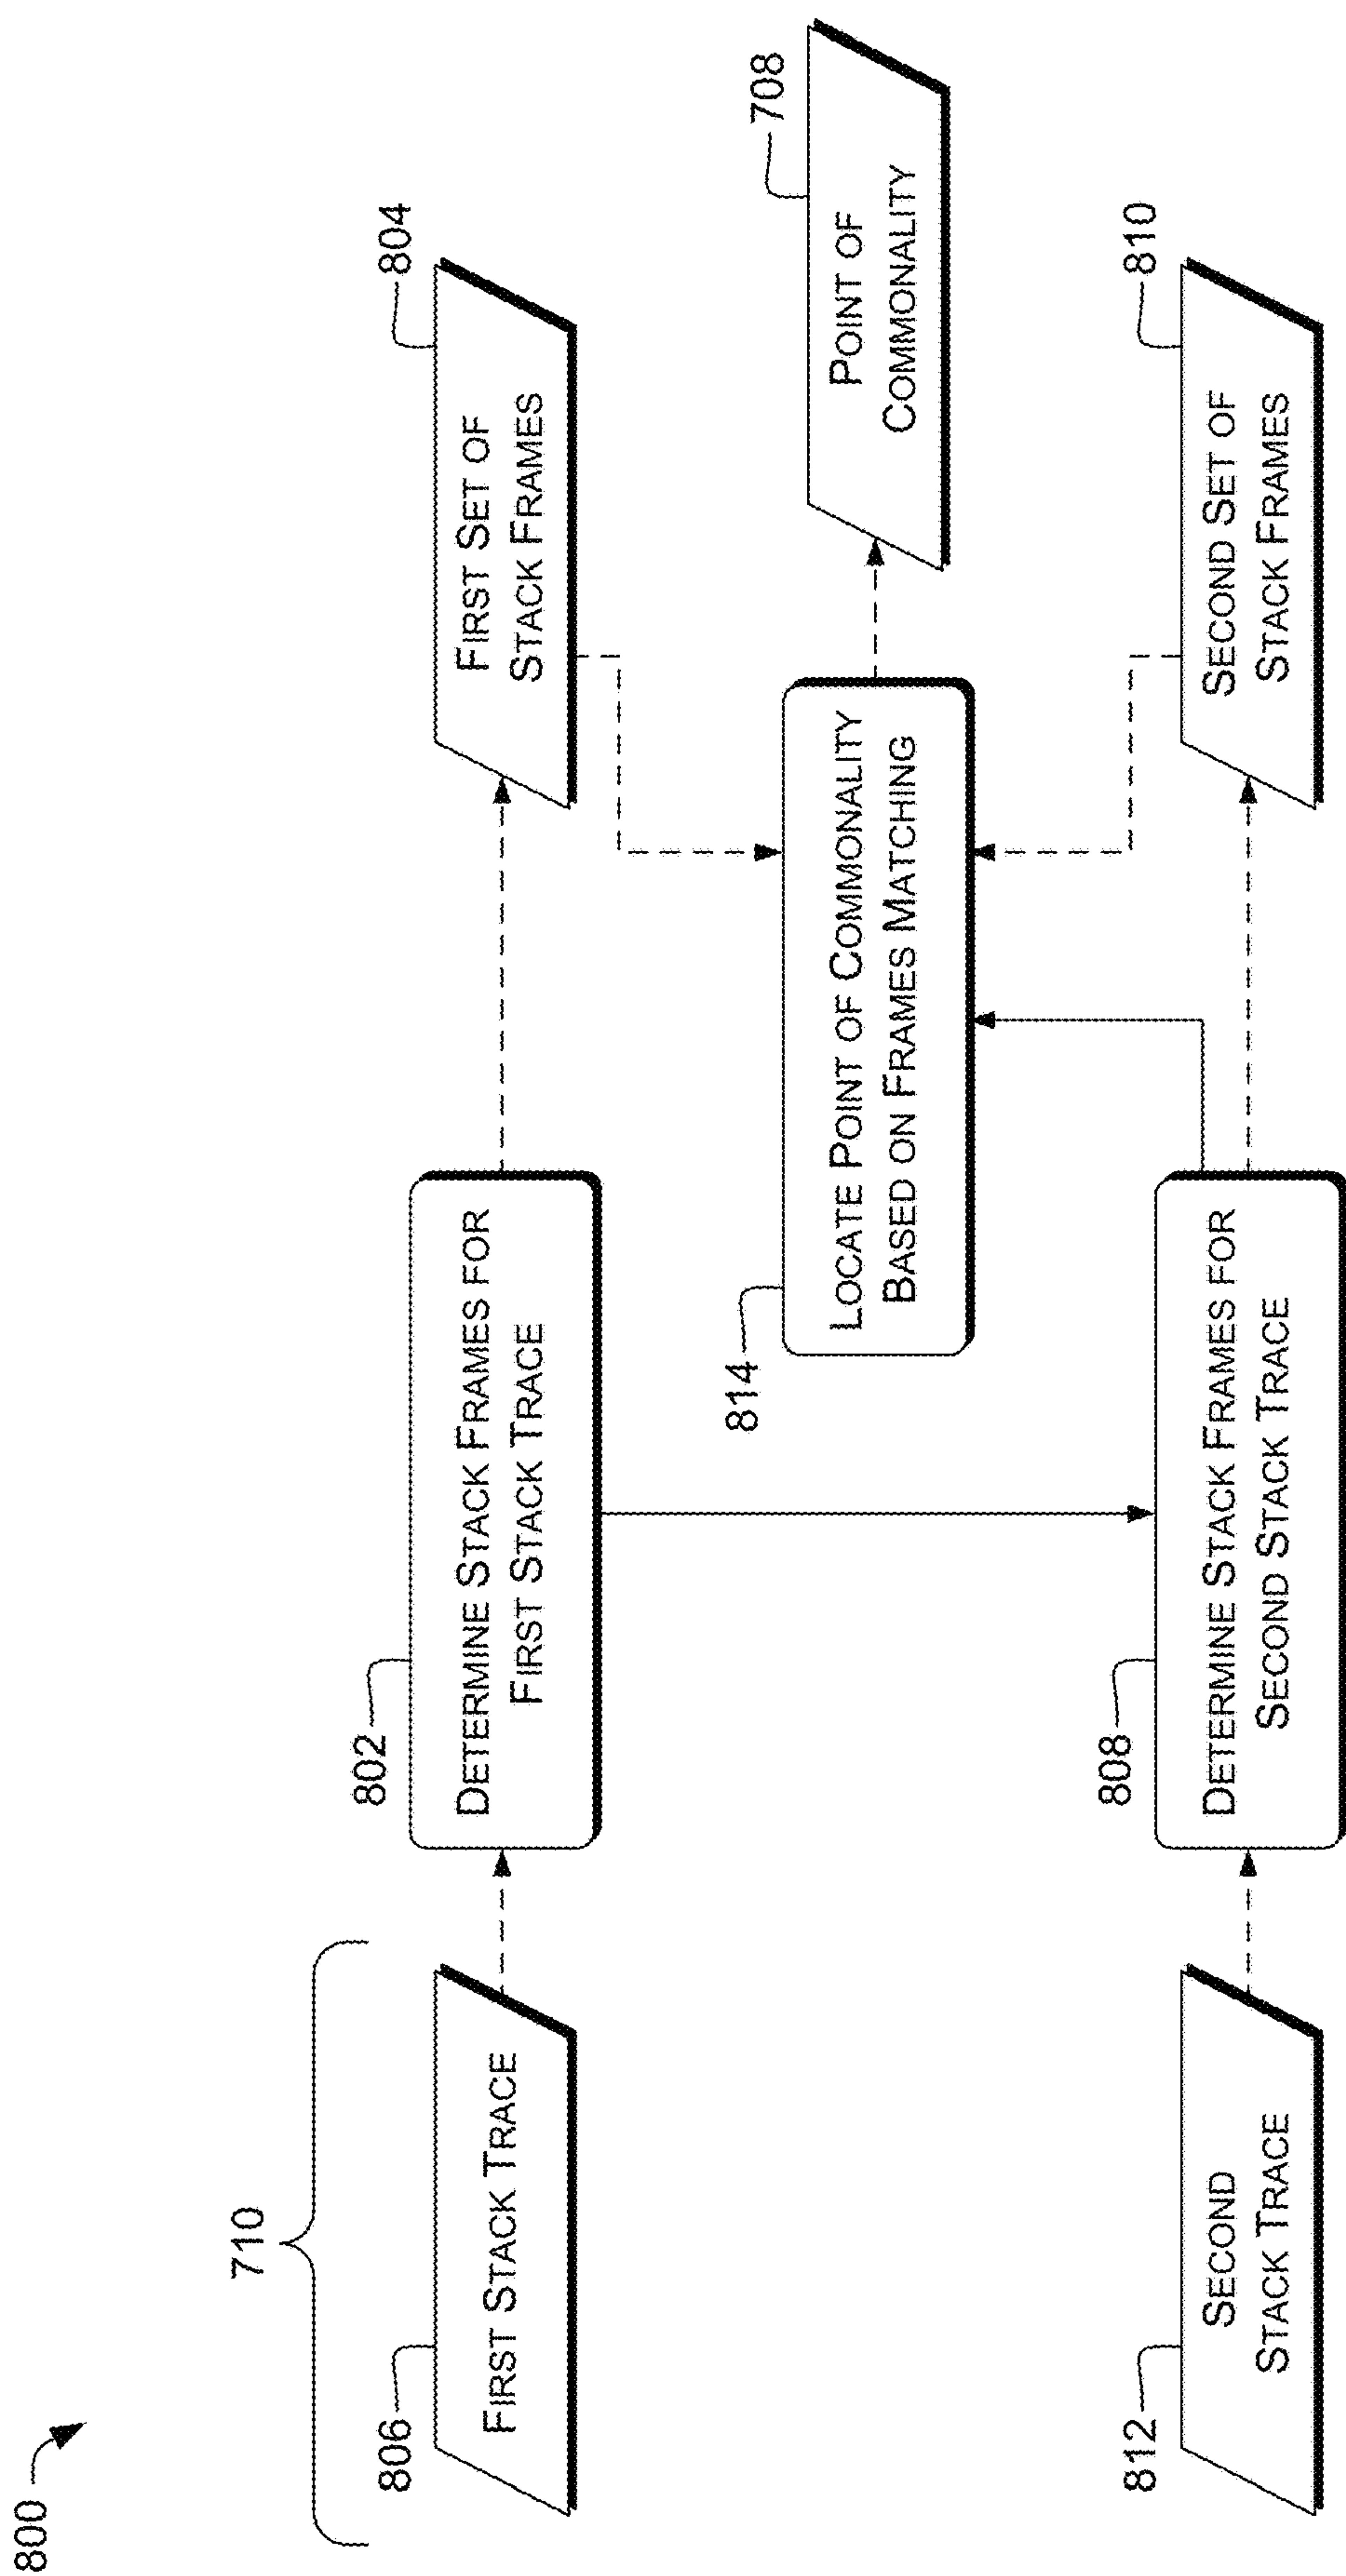 800
710
806
FIRST STACK TRACE
802
DETERMINE STACK FRAMES FOR
FIRST STACK TRACE
804
FIRST SET OF
STACK FRAMES
814
LOCATE POINT OF COMMONALITY
BASED ON FRAMES MATCHING
708
POINT OF
COMMONALITY
812
SECOND
STACK TRACE
808
DETERMINE STACK FRAMES FOR
SECOND STACK TRACE
810
SECOND SET OF
STACK FRAMES